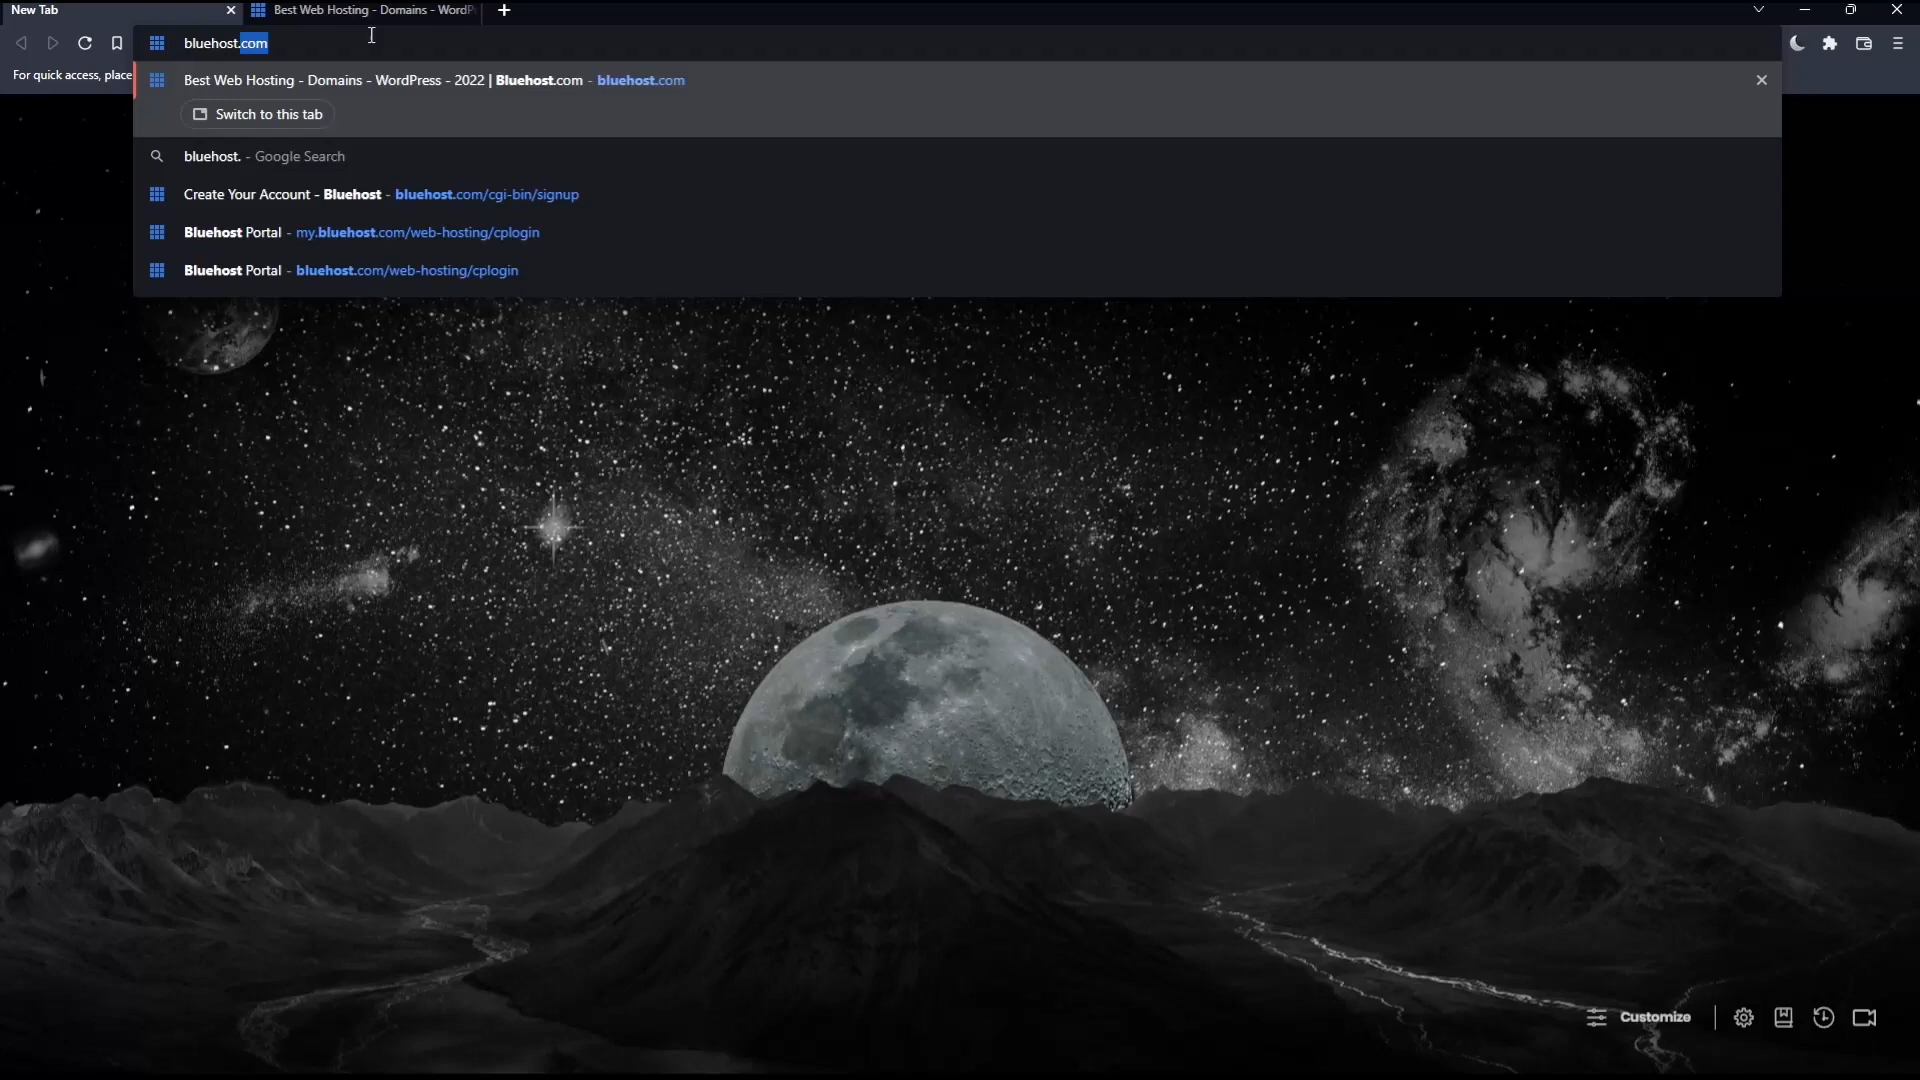 New Tab
Best Web Hosting - Domains - WordP
bluehost.com
For quick access, place
Best Web Hosting - Domains - WordPress - 2022 | Bluehost.com - bluehost.com
Switch to this tab
bluehost. - Google Search
Create Your Account - Bluehost - bluehost.com/cgi-bin/signup
Bluehost Portal - my.bluehost.com/web-hosting/cplogin
Bluehost Portal - bluehost.com/web-hosting/cplogin
Customize